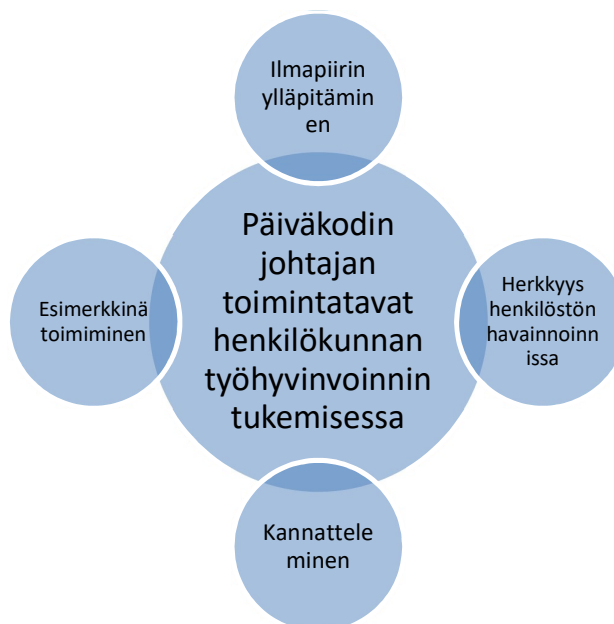 Ilmapiirin
ylläpitämin
en
Päiväkodin
johtajan
toimintatavat
henkilökunnan
työhyvinvoinnin
tukemisessa
Esimerkkinä
toimiminen
Herkkyys
henkilöstön
havainnoinn
issa
Kannattele
minen